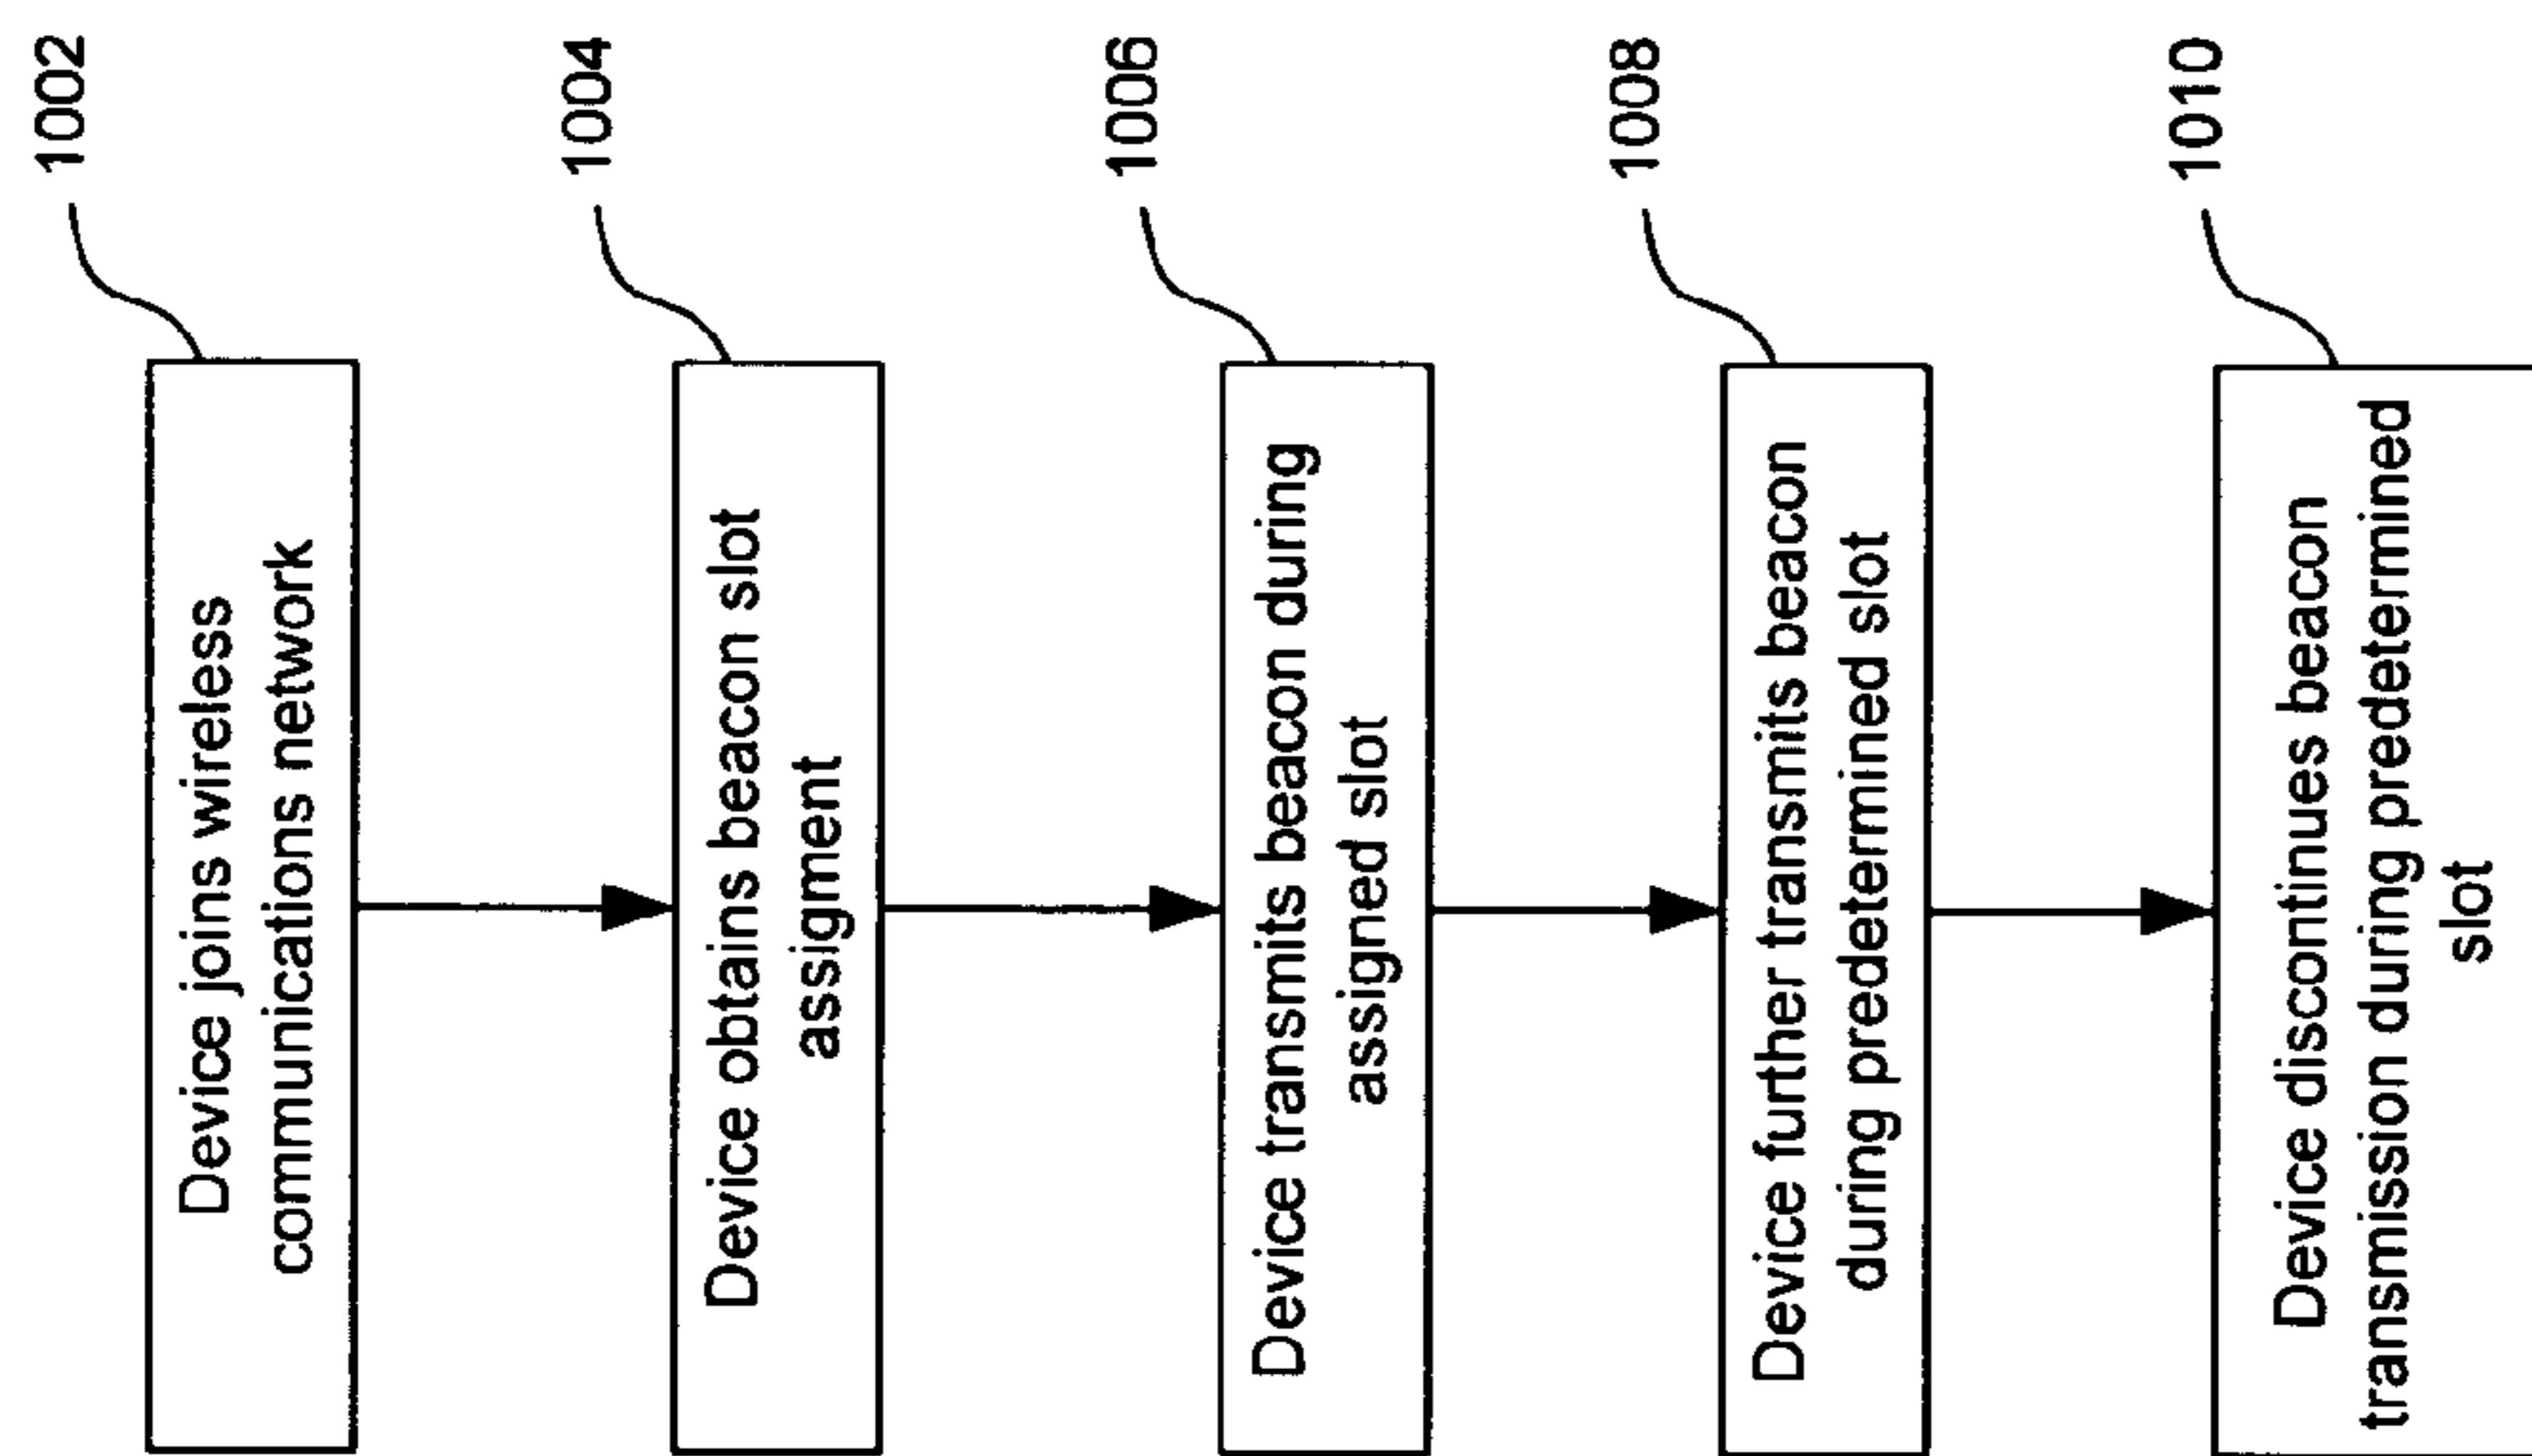 1002
Device joins wireless
communications network
1004
Device obtains beacon slot
assigment
1006
Device transmits beacon during
assigned slot
1008
Device further transmits beacon
during predetermined slot
1010
Device discontinues beacon
transmission during predetermined
slot